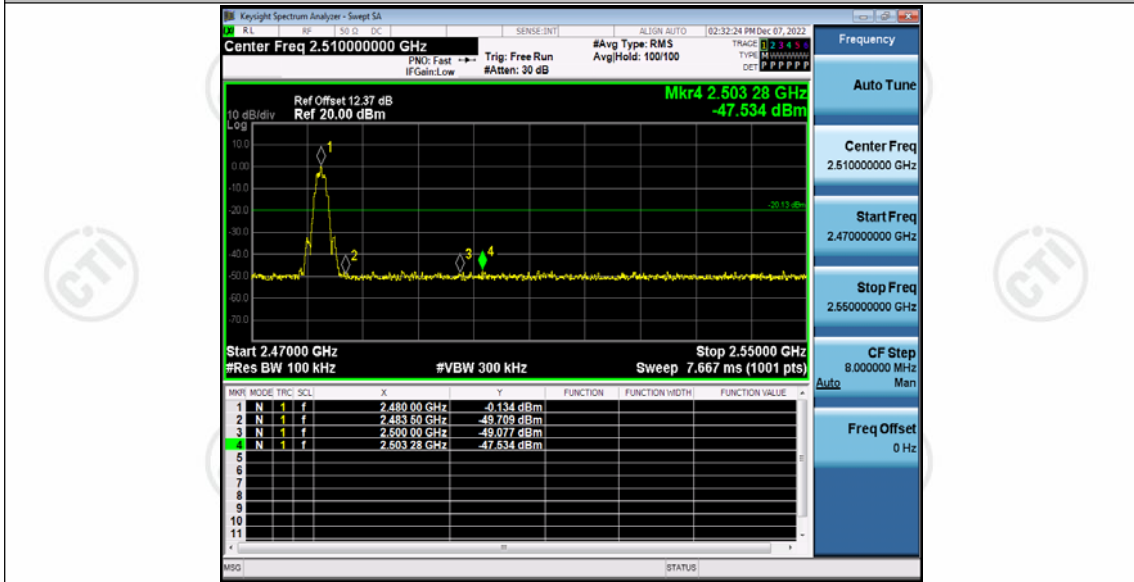 Keysight Spectrum Analyzer - Swept SA
RL RF 50 Ω DC SENSE:INT ALIGN AUTO 02:32:24 PM Dec 07, 2022
Center Freq 2.510000000 GHz
PNO: Fast
IFGain:Low
Trig: Free Run
#Atten: 30 dB
#Avg Type: RMS
Avg|Hold: 100/100
TRACE 1 2 3 4 5 6
TYPE M WWWWW
DET P P P P P P
Frequency
Auto Tune
Center Freq
2.510000000 GHz
Start Freq
2.470000000 GHz
Stop Freq
2.550000000 GHz
CF Step
8.000000 MHz
Auto Man
Freq Offset
0 Hz
Mkr4 2.503 28 GHz
-47.534 dBm
Ref Offset 12.37 dB
10 dB/div Ref 20.00 dBm
Log
10.0
0.00
-10.0
-20.0
-30.0
-40.0
-50.0
-60.0
-70.0
1
2
3
4
-20.13 dBm
Start 2.47000 GHz Stop 2.55000 GHz
#Res BW 100 kHz #VBW 300 kHz Sweep 7.667 ms (1001 pts)
MKR MODE TRC SCL X Y FUNCTION FUNCTION WIDTH FUNCTION VALUE
1 N 1 f 2.480 00 GHz -0.134 dBm
2 N 1 f 2.483 50 GHz -49.709 dBm
3 N 1 f 2.500 00 GHz -49.077 dBm
4 N 1 f 2.503 28 GHz -47.534 dBm
5
6
7
8
9
10
11
MSG STATUS
CTI
CTI